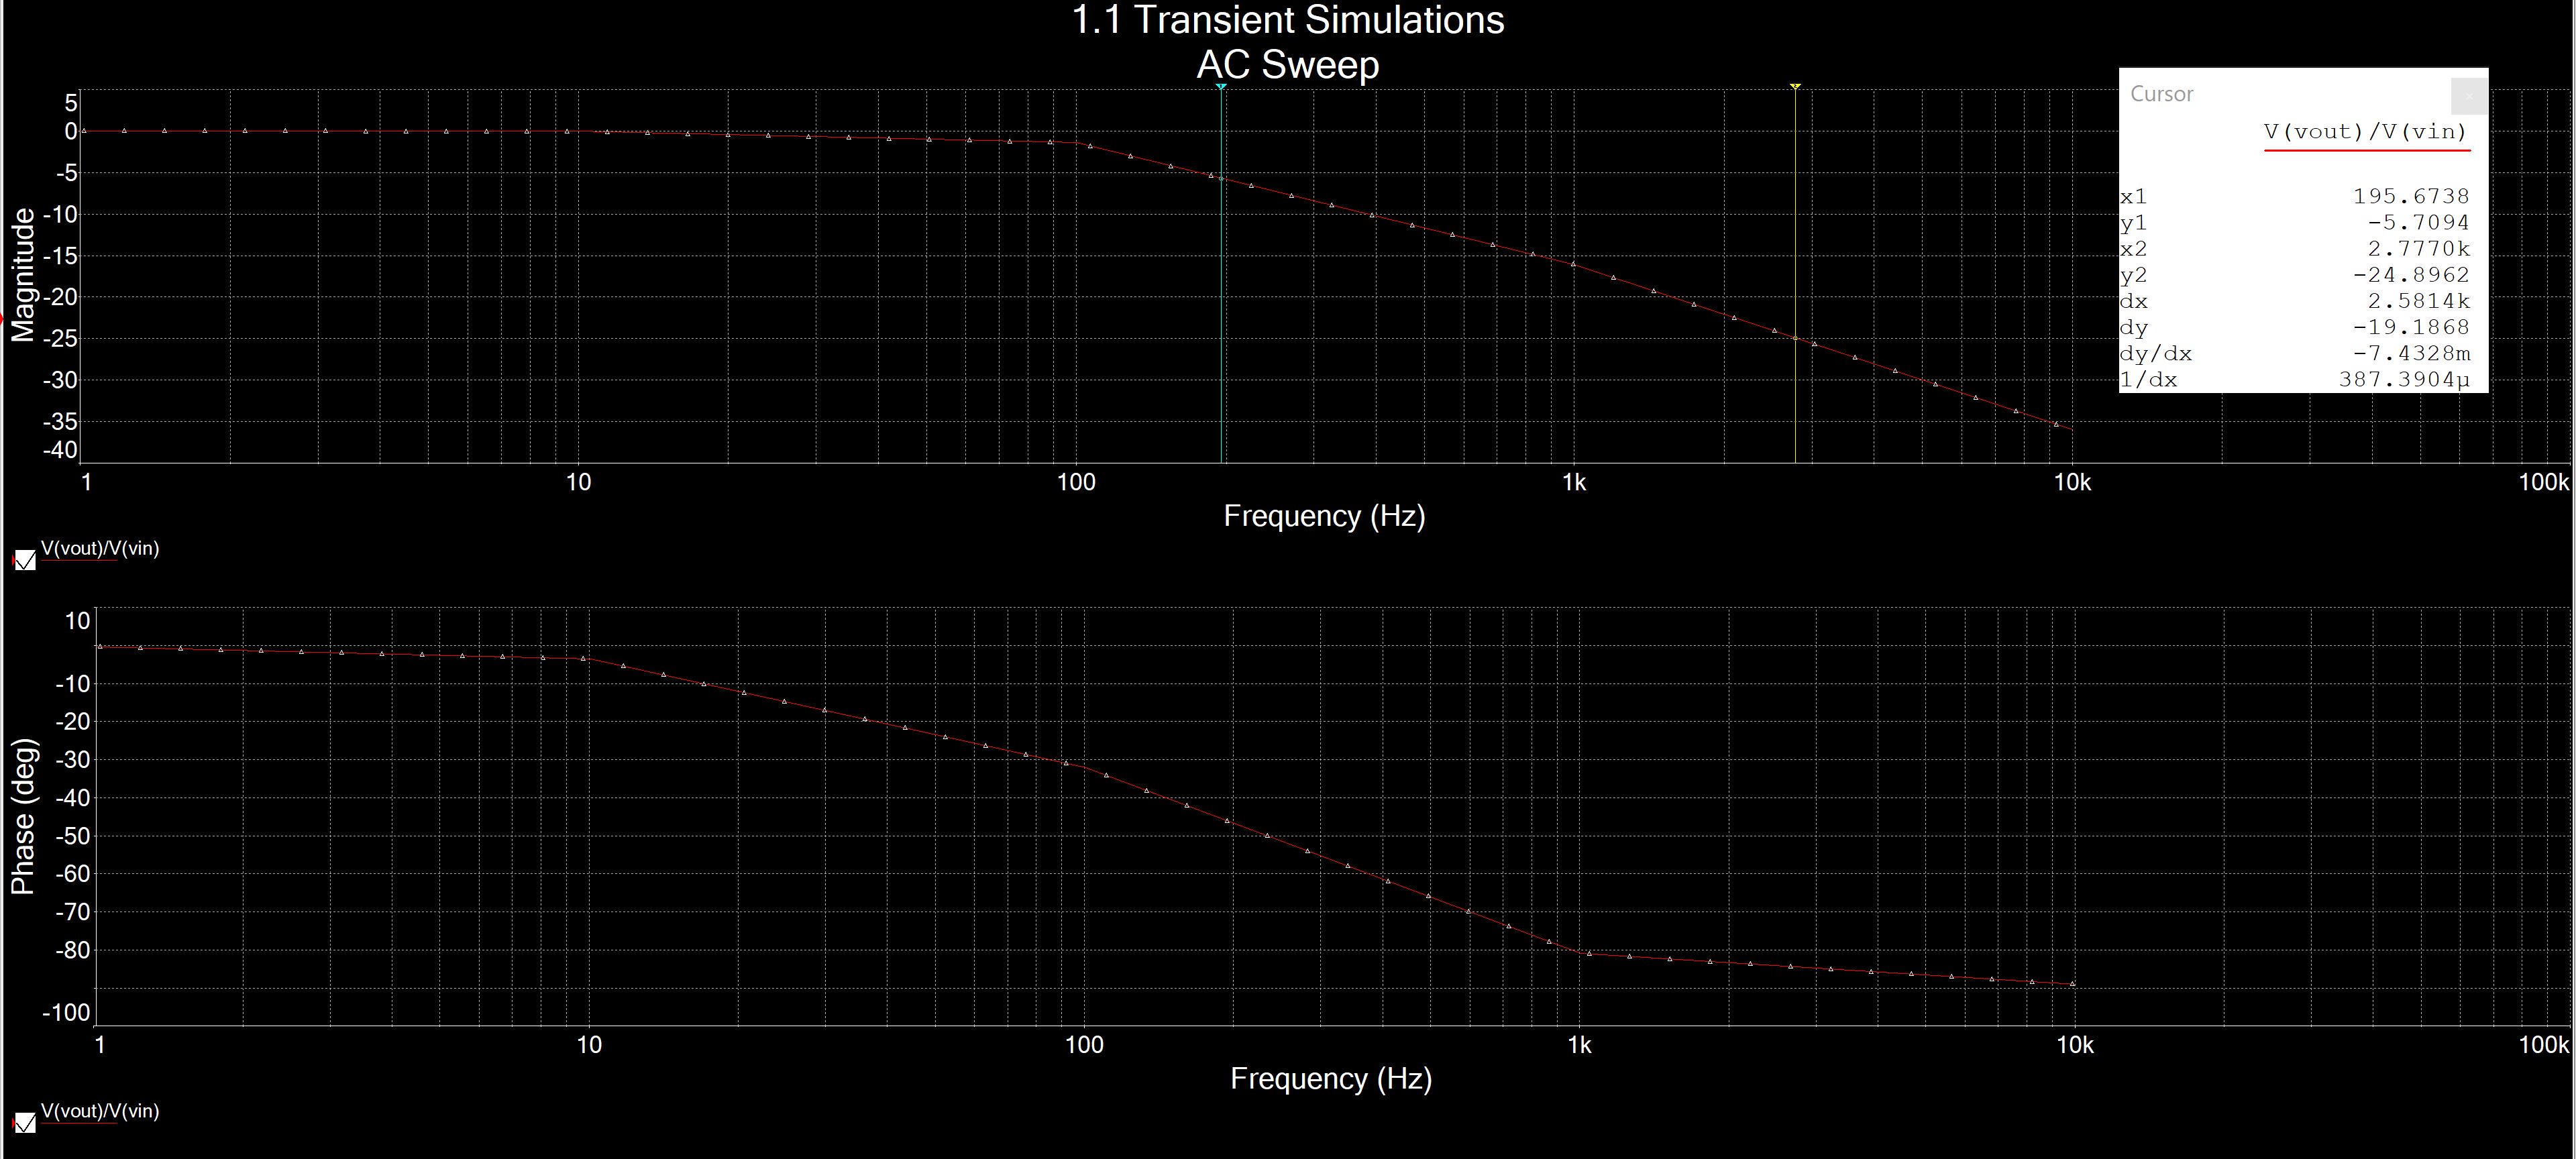 1.1 Transient Simulations
AC Sweep
Cursor
V(vout)/V(vin)
x1 195.6738
y1 -5.7094
x2 2.7770k
y2 -24.8962
dx 2.5814k
dy -19.1868
dy/dx -7.4328m
1/dx 387.3904µ
Magnitude
5
0
-5
-10
-15
-20
-25
-30
-35
-40
1 10 100 1k 10k 100k
Frequency (Hz)
V(vout)/V(vin)
Phase (deg)
10
-10
-20
-30
-40
-50
-60
-70
-80
-100
1 10 100 1k 10k 100k
Frequency (Hz)
V(vout)/V(vin)